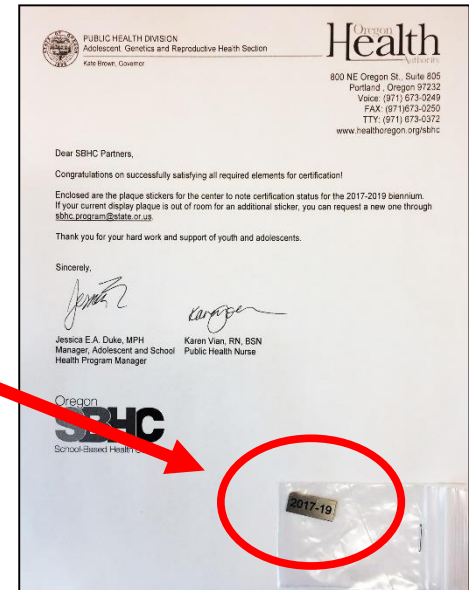 PUBLIC HEALTH DIVISION
Adolescent, Genetics and Reproductive Health Section
Kate Brown, Governor
Oregon
Health
Authority
800 NE Oregon St., Suite 805
Portland , Oregon 97232
Voice: (971) 673-0249
FAX: (971)673-0250
TTY: (971) 673-0372
www.healthoregon.org/sbhc
Dear SBHC Partners,
Congratulations on successfully satisfying all required elements for certification!
Enclosed are the plaque stickers for the center to note certification status for the 2017-2019 biennium.
If your current display plaque is out of room for an additional sticker, you can request a new one through
sbhc.program@state.or.us.
Thank you for your hard work and support of youth and adolescents.
Sincerely,
Jessica E.A. Duke, MPH
Manager, Adolescent and School
Health Program Manager
Karen Vian, RN, BSN
Public Health Nurse
Oregon
SBHC
School-Based Health
2017-19